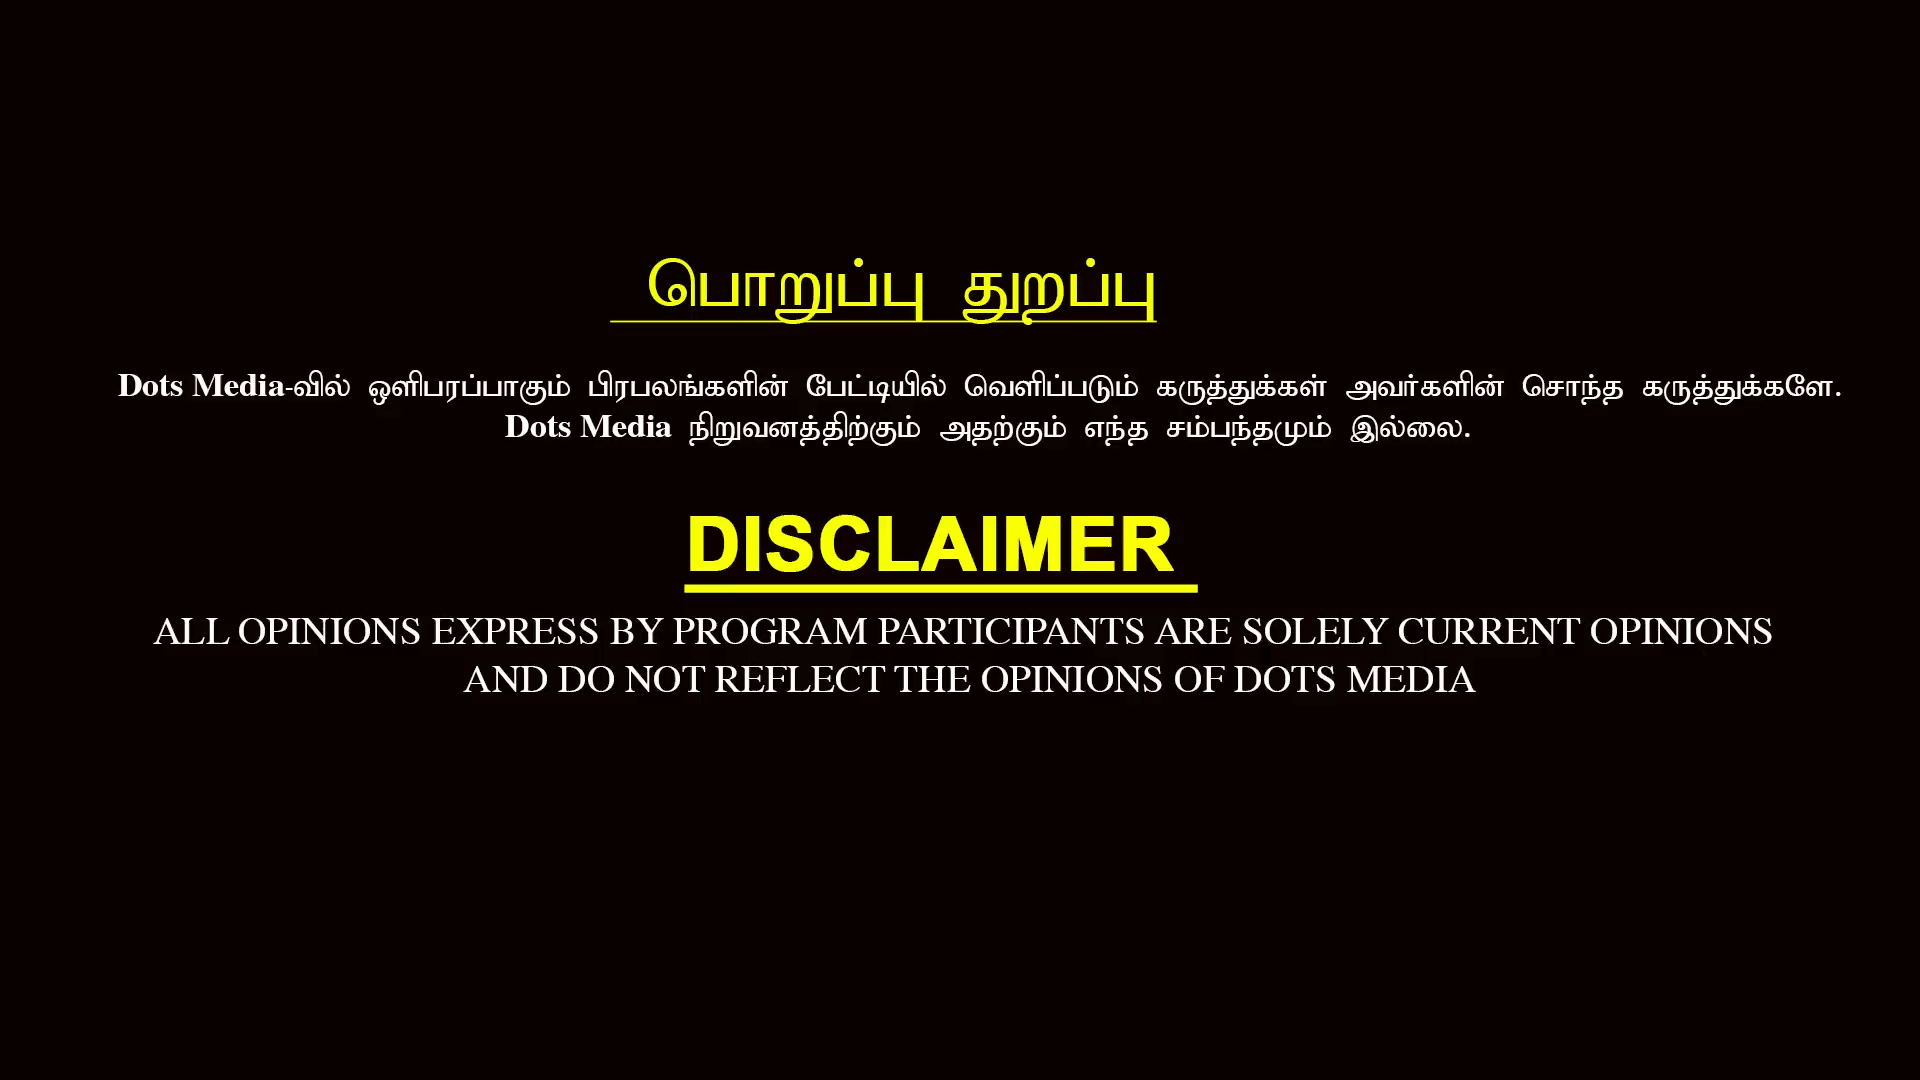 பொறுப்பு துறப்பு
Dots Media-வில் ஒளிபரப்பாகும் பிரபலங்களின் பேட்டியில் வெளிப்படும் கருத்துக்கள் அவர்களின் சொந்த கருத்துக்களே.
Dots Media நிறுவனத்திற்கும் அதற்கும் எந்த சம்பந்தமும் இல்லை.
DISCLAIMER
ALL OPINIONS EXPRESS BY PROGRAM PARTICIPANTS ARE SOLELY CURRENT OPINIONS
AND DO NOT REFLECT THE OPINIONS OF DOTS MEDIA